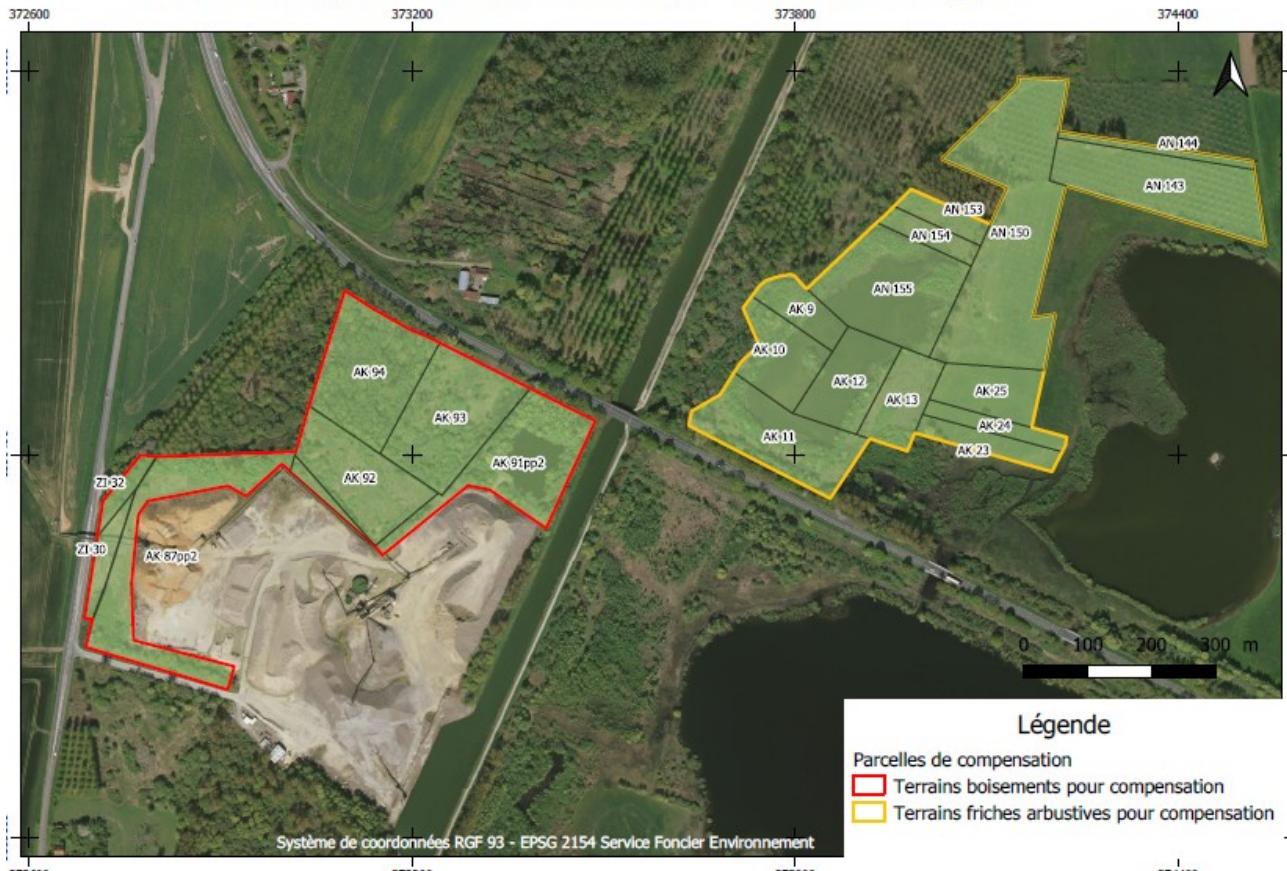 372600 373200 373800 374400
AN 144
AN 143
AN 153
AN 150
AN 154
AN 155
AK 9
AK 10
AK 94
AK 12
AK 25
AK 13
AK 93
AK 24
AK 11
AK 23
AK 91pp2
AK 92
ZI 32
ZI 30
AK 87pp2
0 100 200 300 m
Légende
Parcelles de compensation
Terrains boisements pour compensation
Terrains friches arbustives pour compensation
Système de coordonnées RGF 93 - EPSG 2154 Service Foncier Environnement